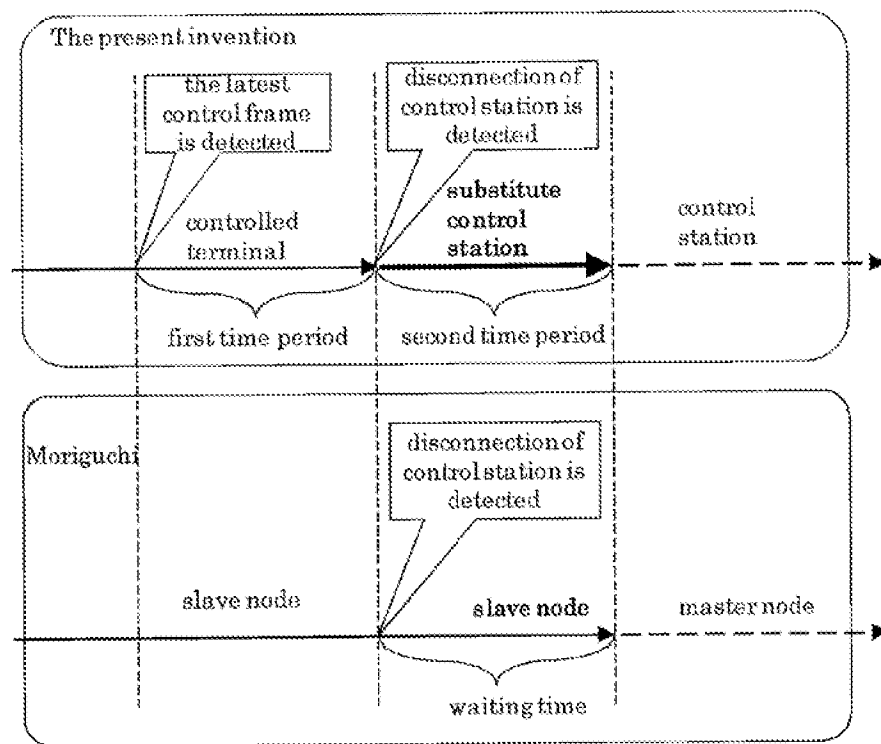 The present invention
the latest
control frame
is detected
disconnection of
control station is
detected
controlled
terminal
substitute
control
station
control
station
first time period
second time period
Moriguchi
disconnection of
control station is
detected
slave node
slave node
master node
waiting time